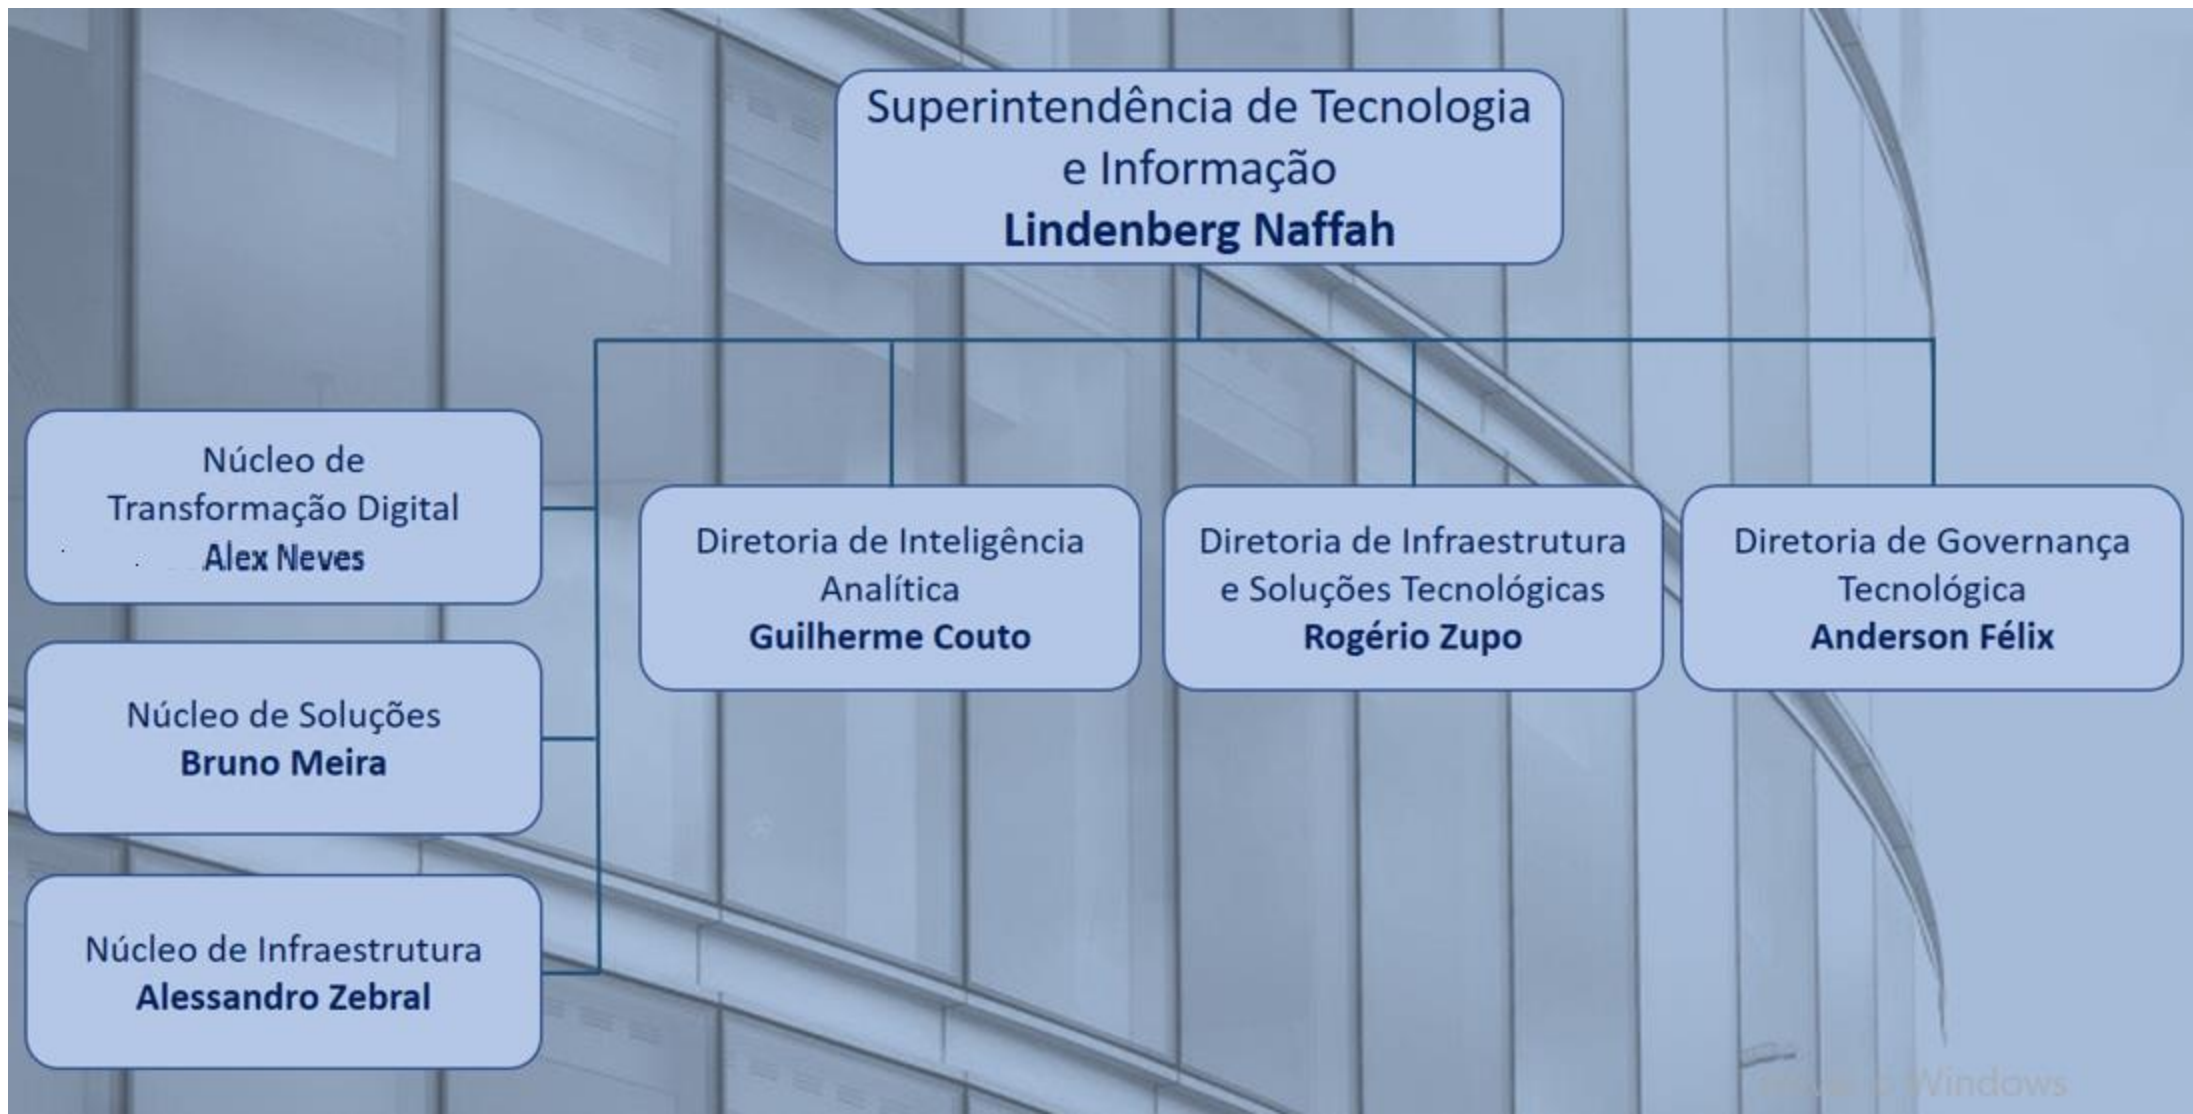 Superintendência de Tecnologia
e Informação
Lindenberg Naffah
Núcleo de
Transformação Digital
Alex Neves
Núcleo de Soluções
Bruno Meira
Núcleo de Infraestrutura
Alessandro Zebral
Diretoria de Inteligência
Analítica
Guilherme Couto
Diretoria de Infraestrutura
e Soluções Tecnológicas
Rogério Zupo
Diretoria de Governança
Tecnológica
Anderson Félix
Windows